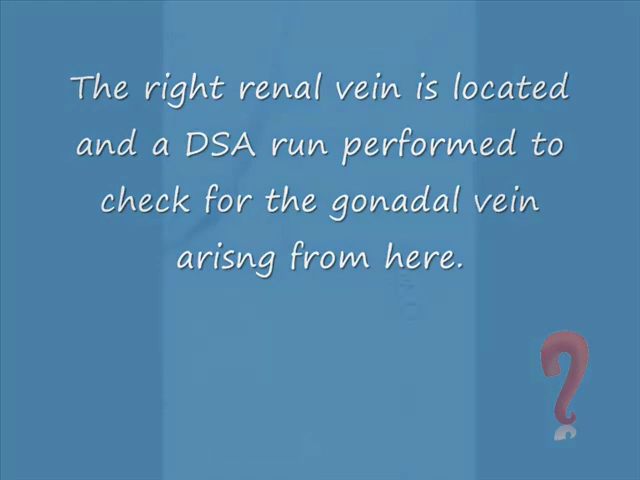 The right renal vein is located
and a DSA run performed to
check for the gonadal vein
arisng from here.